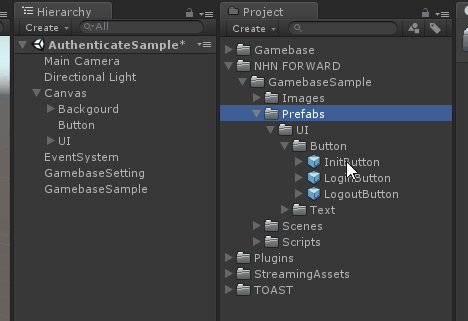 Hierarchy
Create
All
AuthenticateSample*
Main Camera
Directional Light
Canvas
Backgourd
Button
UI
EventSystem
GamebaseSetting
GamebaseSample
Project
Create
Gamebase
NHN FORWARD
GamebaseSample
Images
Prefabs
UI
Button
InitButton
LoginButton
LogoutButton
Text
Scenes
Scripts
Plugins
StreamingAssets
TOAST